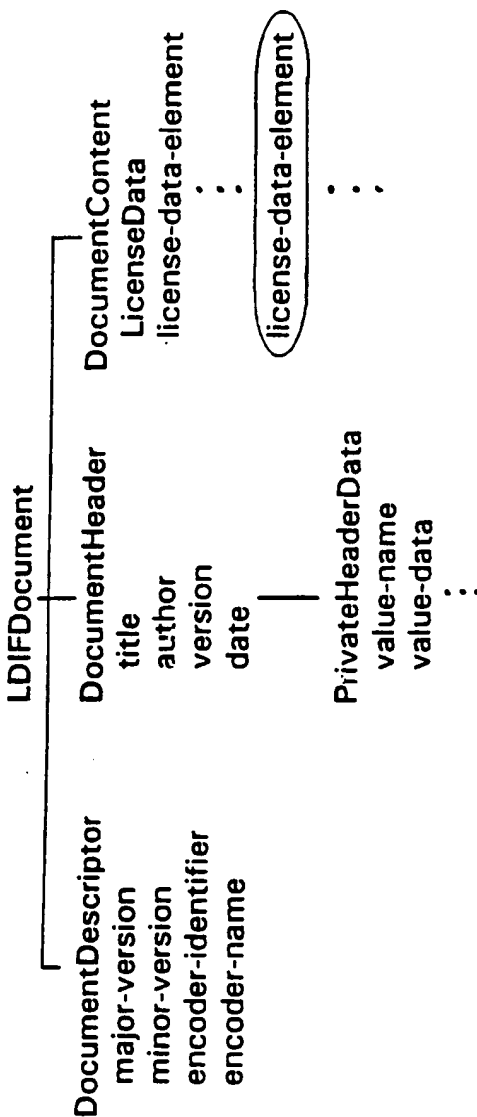 LDIFDocument
DocumentDescriptor
major-version
minor-version
encoder-identifier
encoder-name
DocumentHeader
title
author
version
date
PrivateHeaderData
value-name
value-data
DocumentContent
LicenseData
license-data-element
license-data-element